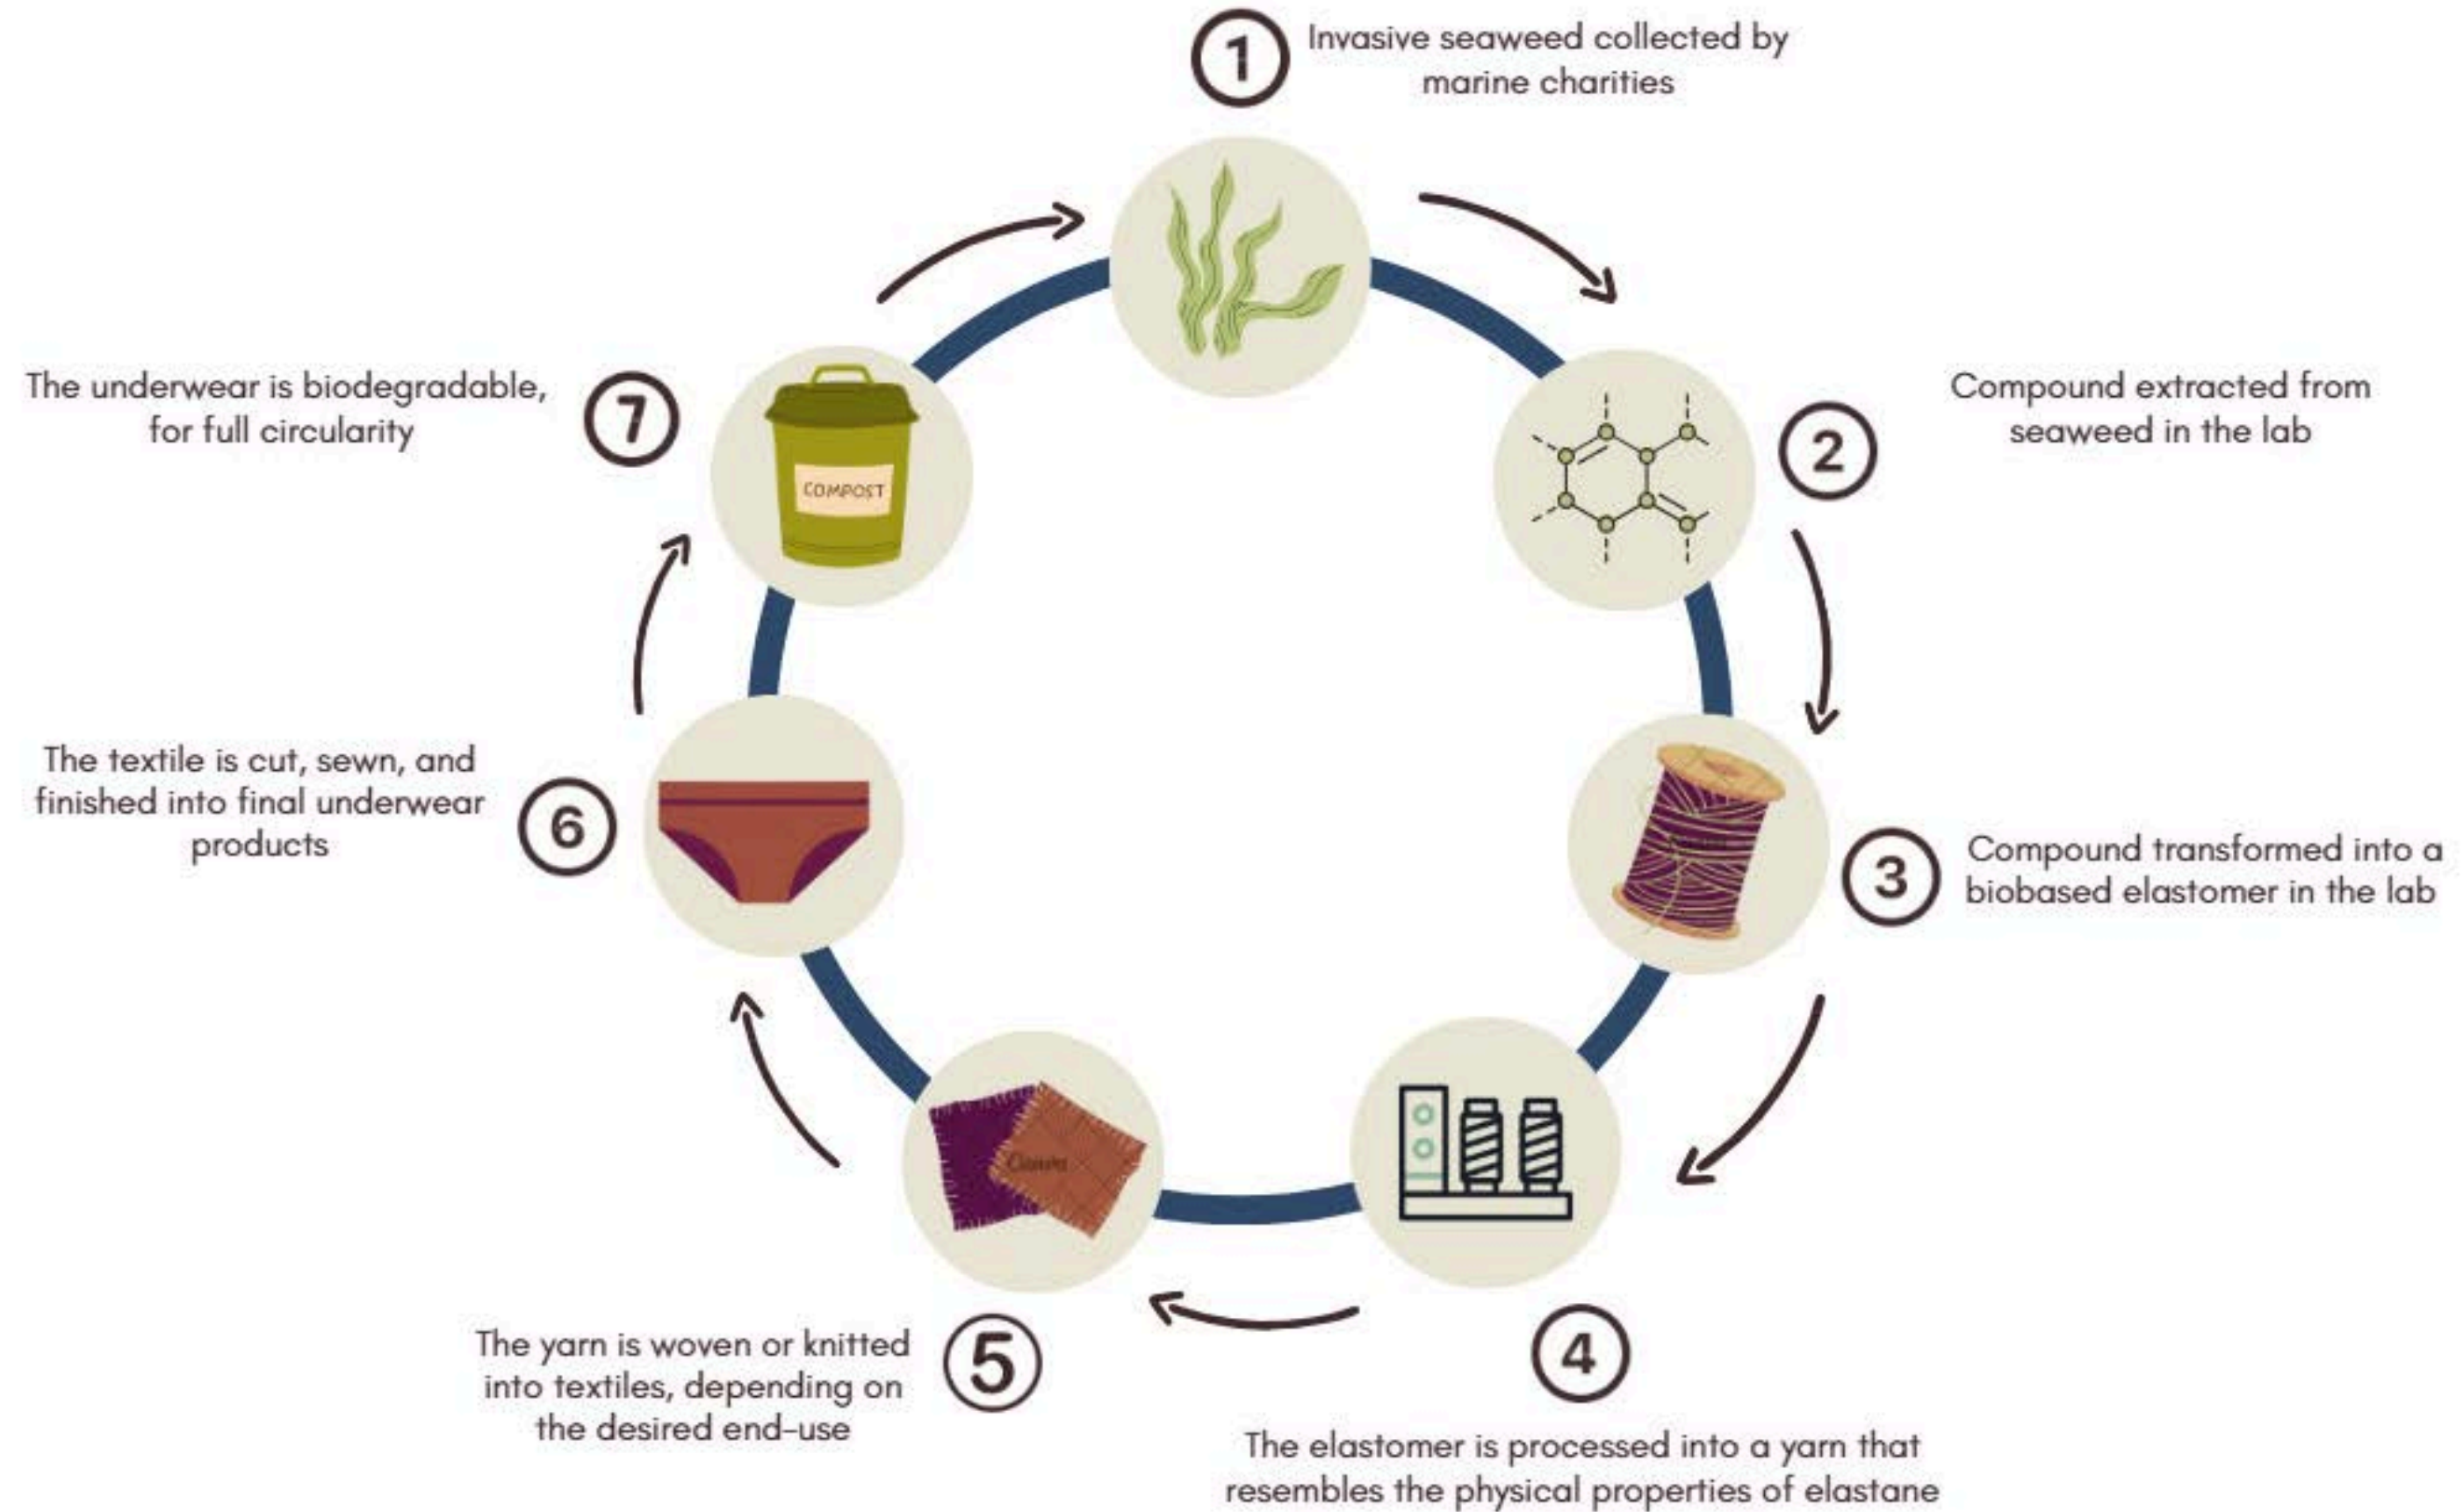 1
Invasive seaweed collected by
marine charities
2
Compound extracted from
seaweed in the lab
3
Compound transformed into a
biobased elastomer in the lab
4
The elastomer is processed into a yarn that
resembles the physical properties of elastane
5
The yarn is woven or knitted
into textiles, depending on
the desired end-use
Canva
6
The textile is cut, sewn, and
finished into final underwear
products
7
The underwear is biodegradable,
for full circularity
COMPOST